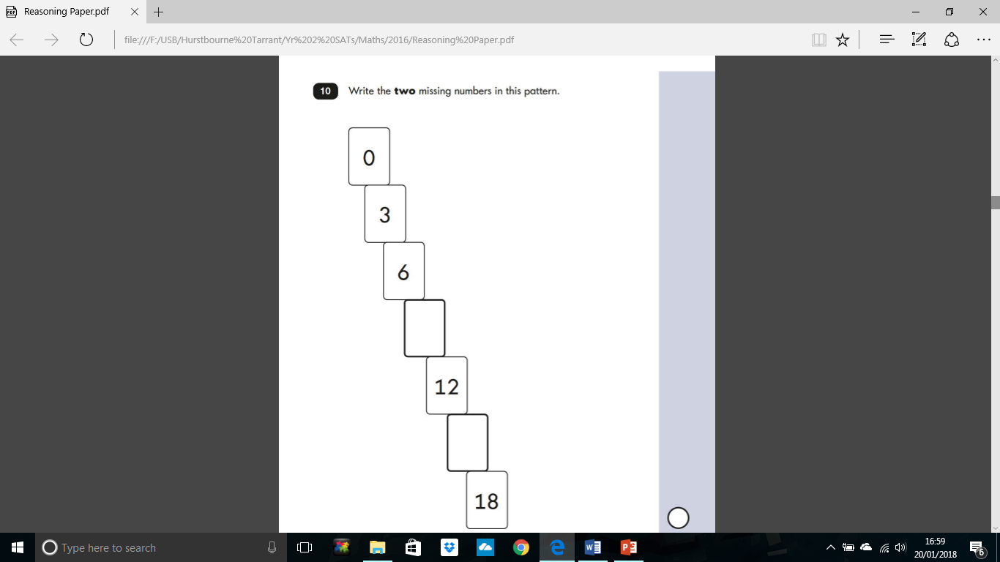 Reasoning Paper.pdf
file:///F:/USB/Hurstbourne%20Tarrant/Yr%202%20SATs/Maths/2016/Reasoning%20Paper.pdf
10 Write the two missing numbers in this pattern.
0
3
6
12
18
Type here to search
16:59
20/01/2018
6